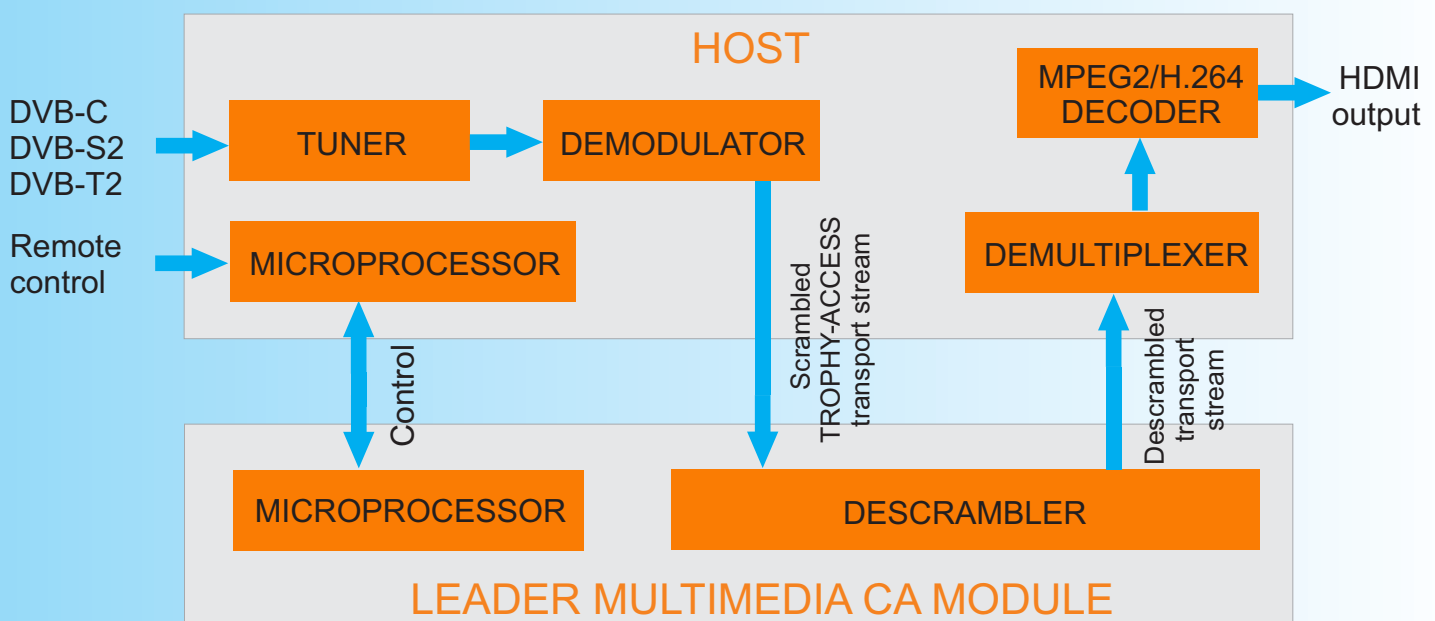 HOST
DVB-C
DVB-S2
DVB-T2
TUNER
DEMODULATOR
MPEG2/H.264
DECODER
HDMI
output
Remote
control
MICROPROCESSOR
DEMULTIPLEXER
Control
Scrambled
TROPHY-ACCESS
transport stream
Descrambled
transport
stream
MICROPROCESSOR
DESCRAMBLER
LEADER MULTIMEDIA CA MODULE